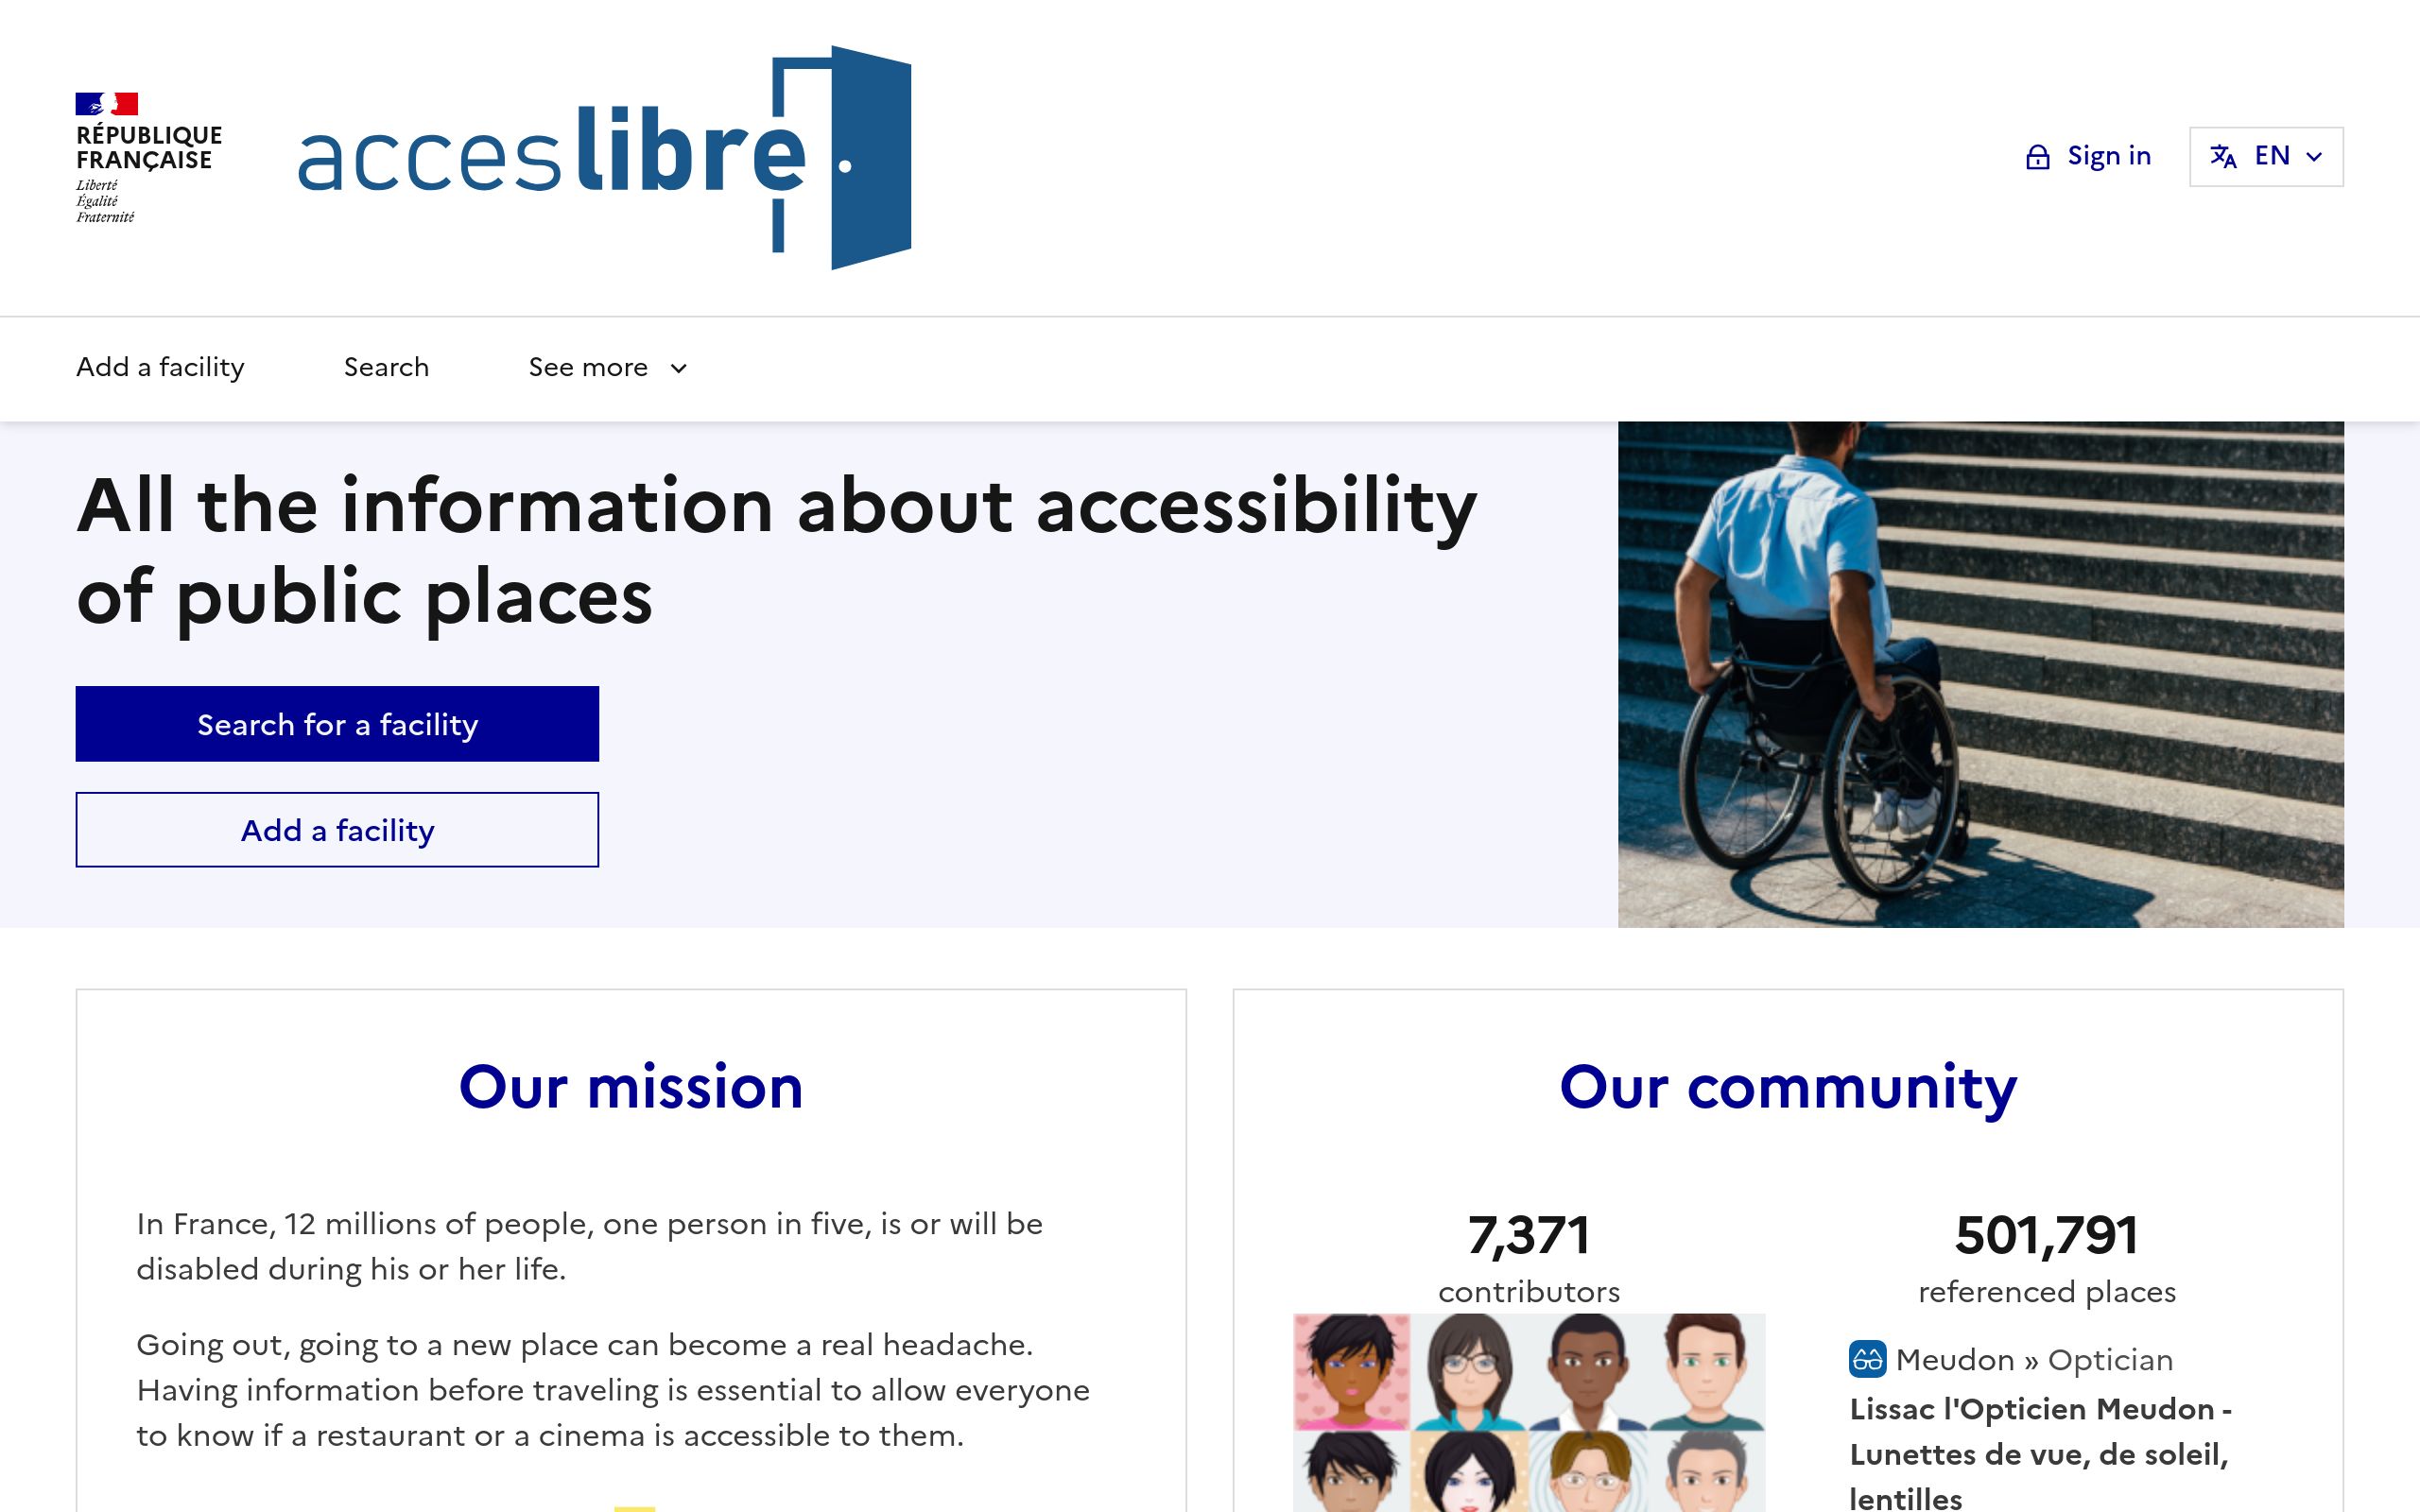 RÉPUBLIQUE
FRANÇAISE
Liberté
Égalité
Fraternité
acceslibre
Sign in
EN
Add a facility
Search
See more
All the information about accessibility
of public places
Search for a facility
Add a facility
Our mission
In France, 12 millions of people, one person in five, is or will be
disabled during his or her life.
Going out, going to a new place can become a real headache.
Having information before traveling is essential to allow everyone
to know if a restaurant or a cinema is accessible to them.
Our community
7,371
contributors
501,791
referenced places
Meudon » Optician
Lissac l'Opticien Meudon -
Lunettes de vue, de soleil,
lentilles